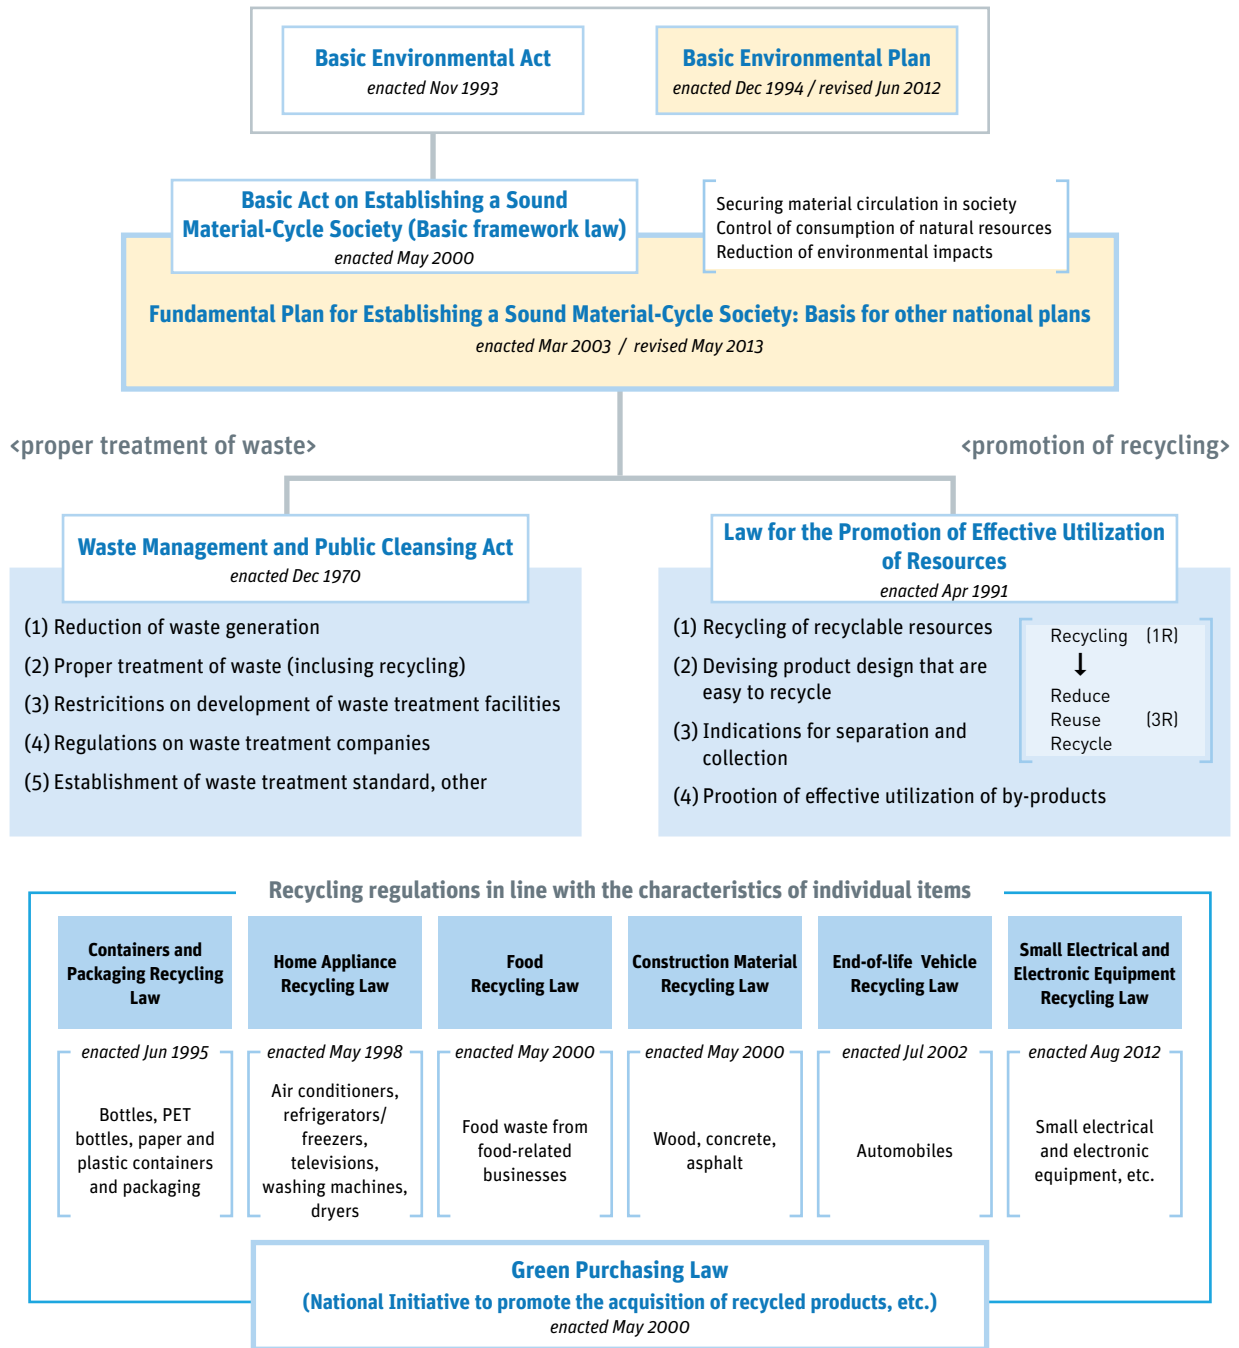 Basic Environmental Act
enacted Nov 1993
Basic Environmental Plan
enacted Dec 1994 / revised Jun 2012
Basic Act on Establishing a Sound
Material-Cycle Society (Basic framework law)
enacted May 2000
Securing material circulation in society
Control of consumption of natural resources
Reduction of environmental impacts
Fundamental Plan for Establishing a Sound Material-Cycle Society: Basis for other national plans
enacted Mar 2003 / revised May 2013
<proper treatment of waste>
<promotion of recycling>
Waste Management and Public Cleansing Act
enacted Dec 1970
(1) Reduction of waste generation
(2) Proper treatment of waste (inclusing recycling)
(3) Restricitions on development of waste treatment facilities
(4) Regulations on waste treatment companies
(5) Establishment of waste treatment standard, other
Law for the Promotion of Effective Utilization
of Resources
enacted Apr 1991
(1) Recycling of recyclable resources
(2) Devising product design that are
easy to recycle
(3) Indications for separation and
collection
(4) Prootion of effective utilization of by-products
Recycling (1R)
↓
Reduce
Reuse (3R)
Recycle
Recycling regulations in line with the characteristics of individual items
Containers and
Packaging Recycling
Law
enacted Jun 1995
Bottles, PET
bottles, paper and
plastic containers
and packaging
Home Appliance
Recycling Law
enacted May 1998
Air conditioners,
refrigerators/
freezers,
televisions,
washing machines,
dryers
Food
Recycling Law
enacted May 2000
Food waste from
food-related
businesses
Construction Material
Recycling Law
enacted May 2000
Wood, concrete,
asphalt
End-of-life Vehicle
Recycling Law
enacted Jul 2002
Automobiles
Small Electrical and
Electronic Equipment
Recycling Law
enacted Aug 2012
Small electrical
and electronic
equipment, etc.
Green Purchasing Law
(National Initiative to promote the acquisition of recycled products, etc.)
enacted May 2000